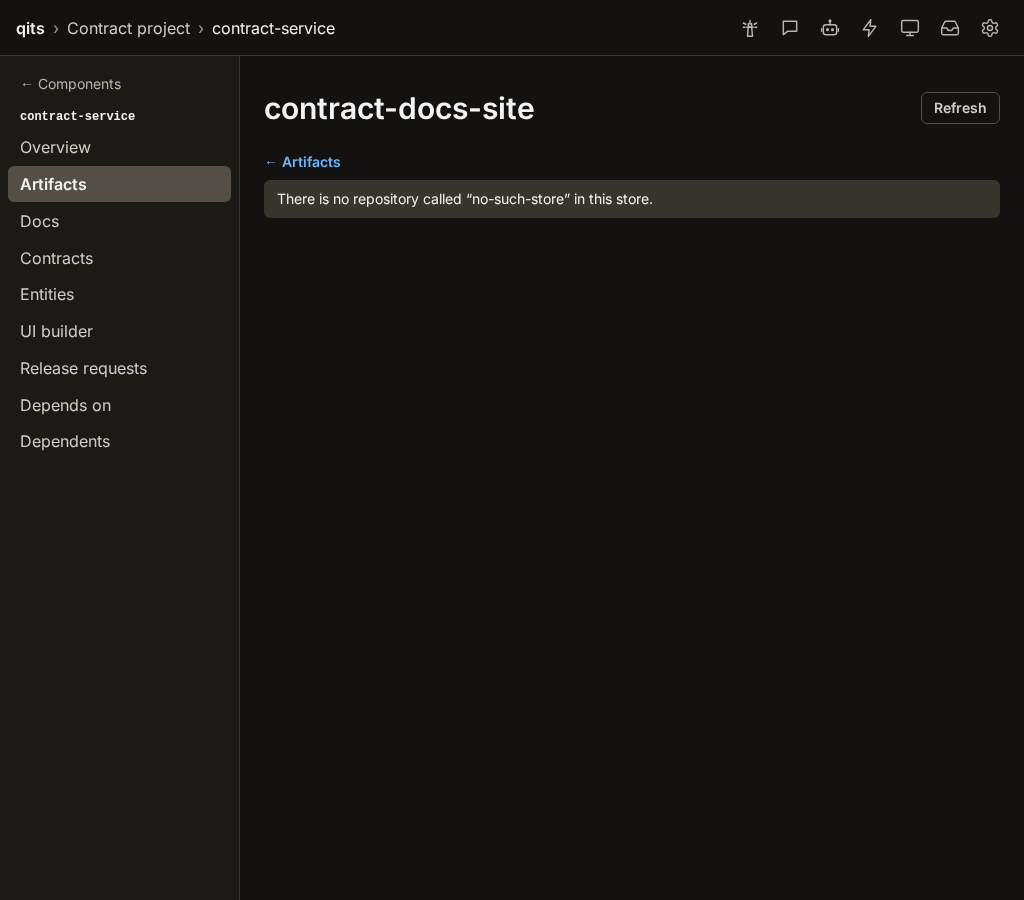 qits › Contract project › contract-service
← Components
contract-service
Overview
Artifacts
Docs
Contracts
Entities
UI builder
Release requests
Depends on
Dependents
contract-docs-site
Refresh
← Artifacts
There is no repository called “no-such-store” in this store.